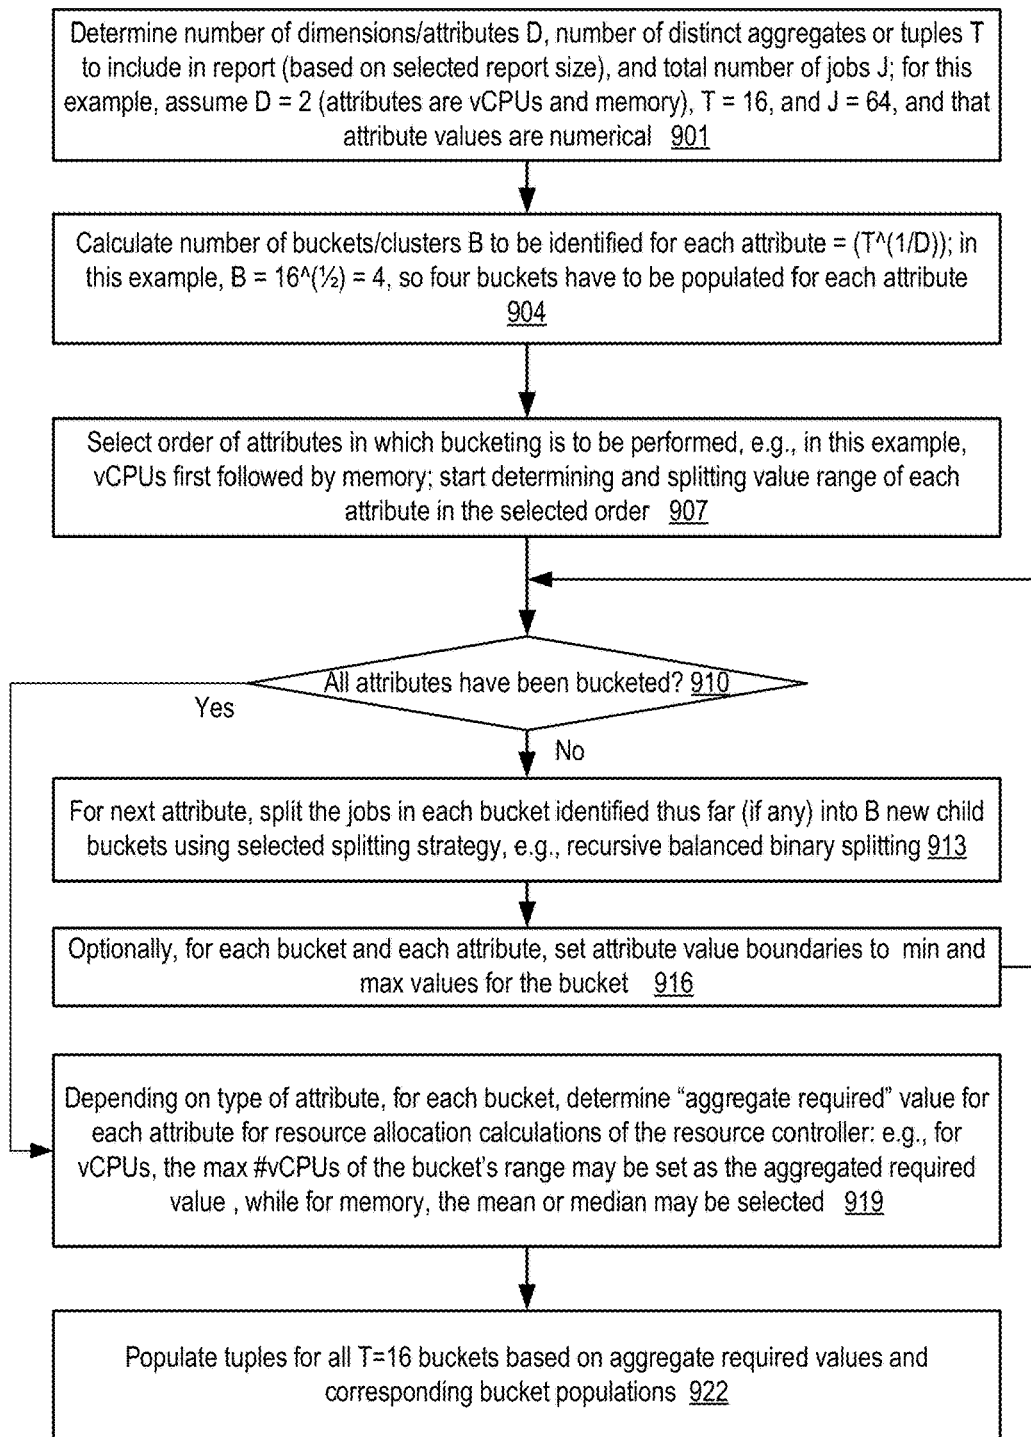 Determine number of dimensions/attributes D, number of distinct aggregates or tuples T
to include in report (based on selected report size), and total number of jobs J; for this
example, assume D = 2 (attributes are vCPUs and memory), T = 16, and J = 64, and that
attribute values are numerical 901
Calculate number of buckets/clusters B to be identified for each attribute = (T^(1/D)); in
this example, B = 16^(½) = 4, so four buckets have to be populated for each attribute
904
Select order of attributes in which bucketing is to be performed, e.g., in this example,
vCPUs first followed by memory; start determining and splitting value range of each
attribute in the selected order 907
All attributes have been bucketed? 910
Yes
No
For next attribute, split the jobs in each bucket identified thus far (if any) into B new child
buckets using selected splitting strategy, e.g., recursive balanced binary splitting 913
Optionally, for each bucket and each attribute, set attribute value boundaries to min and
max values for the bucket 916
Depending on type of attribute, for each bucket, determine “aggregate required” value for
each attribute for resource allocation calculations of the resource controller: e.g., for
vCPUs, the max #vCPUs of the bucket's range may be set as the aggregated required
value , while for memory, the mean or median may be selected 919
Populate tuples for all T=16 buckets based on aggregate required values and
corresponding bucket populations 922